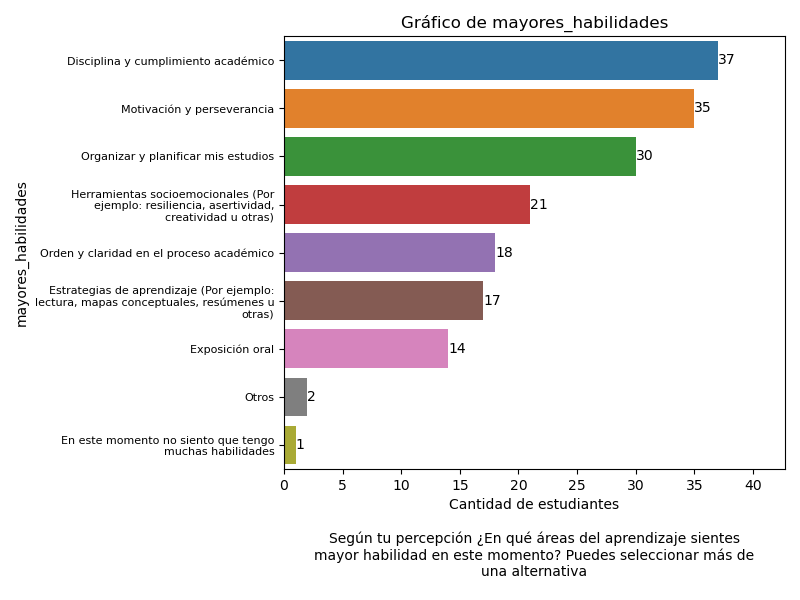 Gráfico de mayores_habilidades
Disciplina y cumplimiento académico
37
Motivación y perseverancia
35
Organizar y planificar mis estudios
30
Herramientas socioemocionales (Por
ejemplo: resiliencia, asertividad,
creatividad u otras)
21
Orden y claridad en el proceso académico
18
Estrategias de aprendizaje (Por ejemplo:
lectura, mapas conceptuales, resúmenes u
otras)
17
Exposición oral
14
Otros
2
En este momento no siento que tengo
muchas habilidades
1
mayores_habilidades
0 5 10 15 20 25 30 35 40
Cantidad de estudiantes
Según tu percepción ¿En qué áreas del aprendizaje sientes
mayor habilidad en este momento? Puedes seleccionar más de
una alternativa